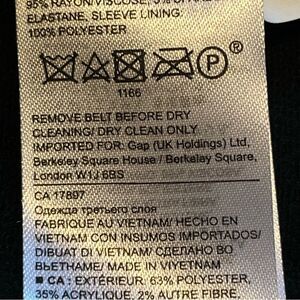 95% RAYON/VISCOSE, 5%
ELASTANE, SLEEVE LINING:
100% POLYESTER
P ®
1166
REMOVE BELT BEFORE DRY
CLEANING/ DRY CLEAN ONLY
IMPORTED FOR: Gap (UK Holdings) Ltd,
Berkeley Square House / Berkeley Square,
London W1J 6BS
CA 17897
Одежда третьего слоя
FABRIQUÉ AU VIETNAM/ HECHO EN
VIETNAM CON INSUMOS IMPORTADOS/
DIBUAT DI VIETNAM/ СДЕЛАНО ВО
ВЬЕТНАМЕ/ MADE IN VIYETNAM
■ CA : EXTÉRIEUR: 63% POLYESTER,
35% ACRYLIQUE, 2% AUTRE FIBRE,